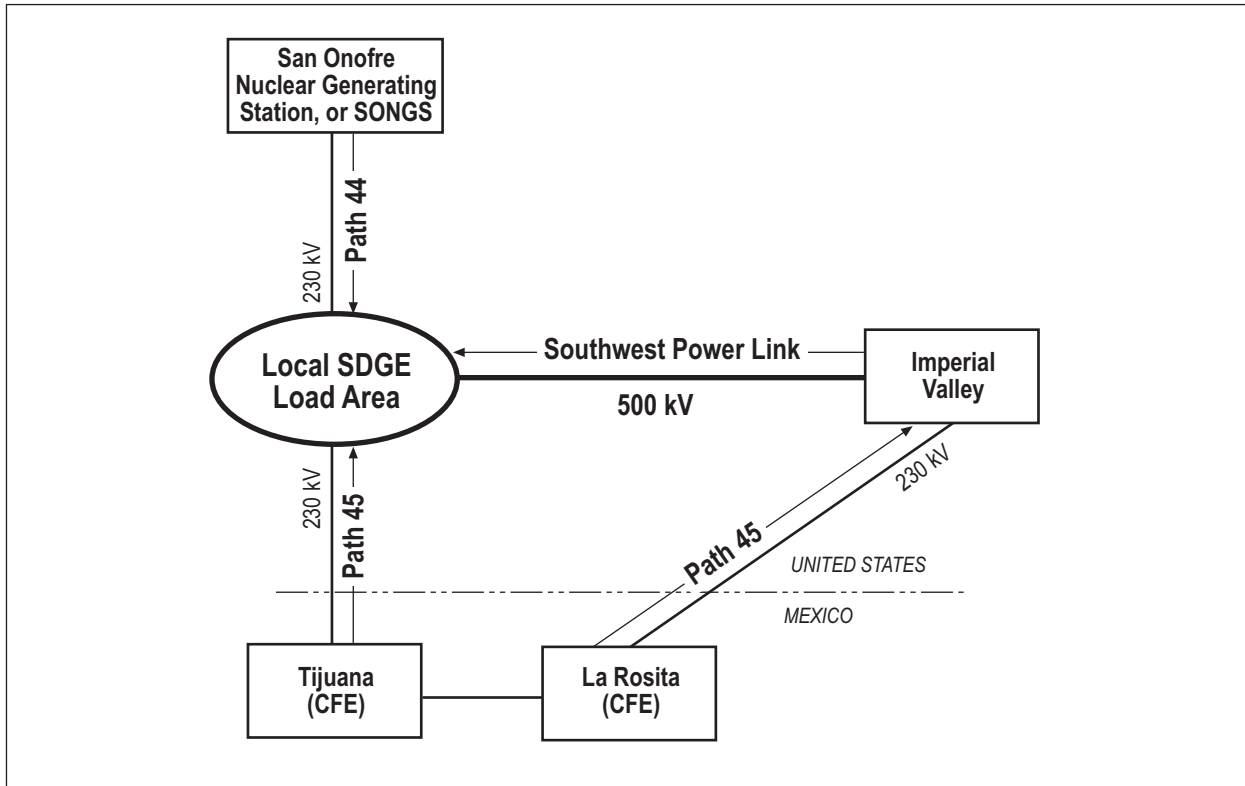 San Onofre
Nuclear Generating
Station, or SONGS
Path 44
230 kV
Local SDGE
Load Area
Southwest Power Link
500 kV
Imperial
Valley
230 kV
Path 45
230 kV
Path 45
UNITED STATES
MEXICO
Tijuana
(CFE)
La Rosita
(CFE)